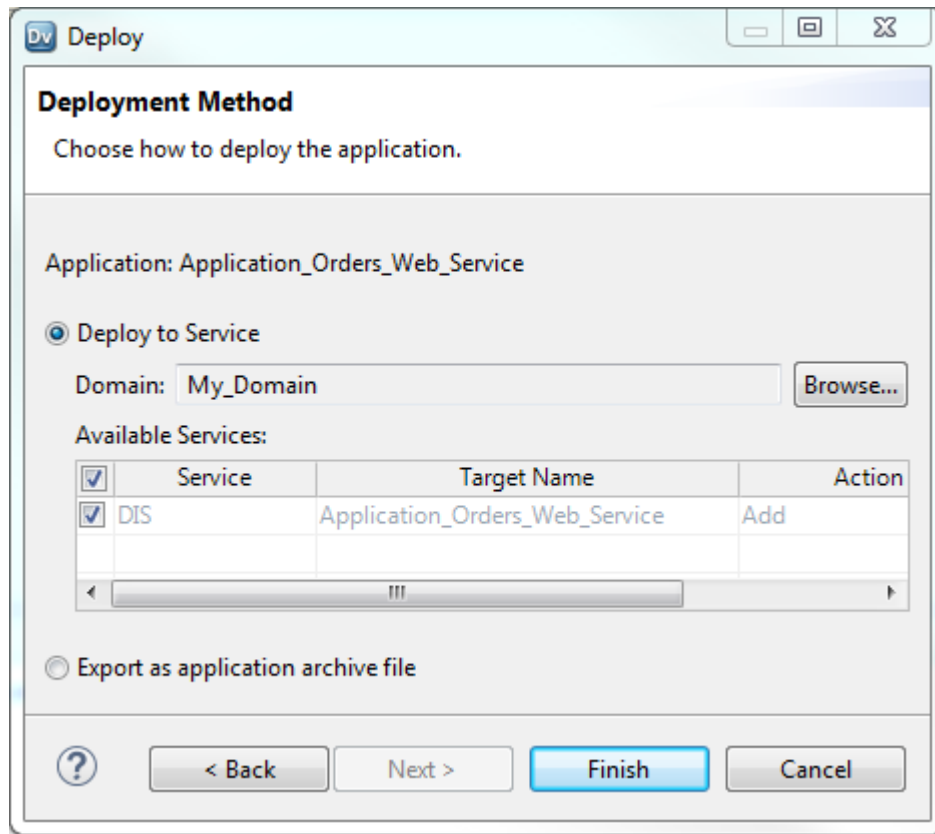 Dv Deploy
Deployment Method
Choose how to deploy the application.
Application: Application_Orders_Web_Service
Deploy to Service
Domain: My_Domain Browse...
Available Services:
Service Target Name Action
DIS Application_Orders_Web_Service Add
Export as application archive file
? < Back Next > Finish Cancel